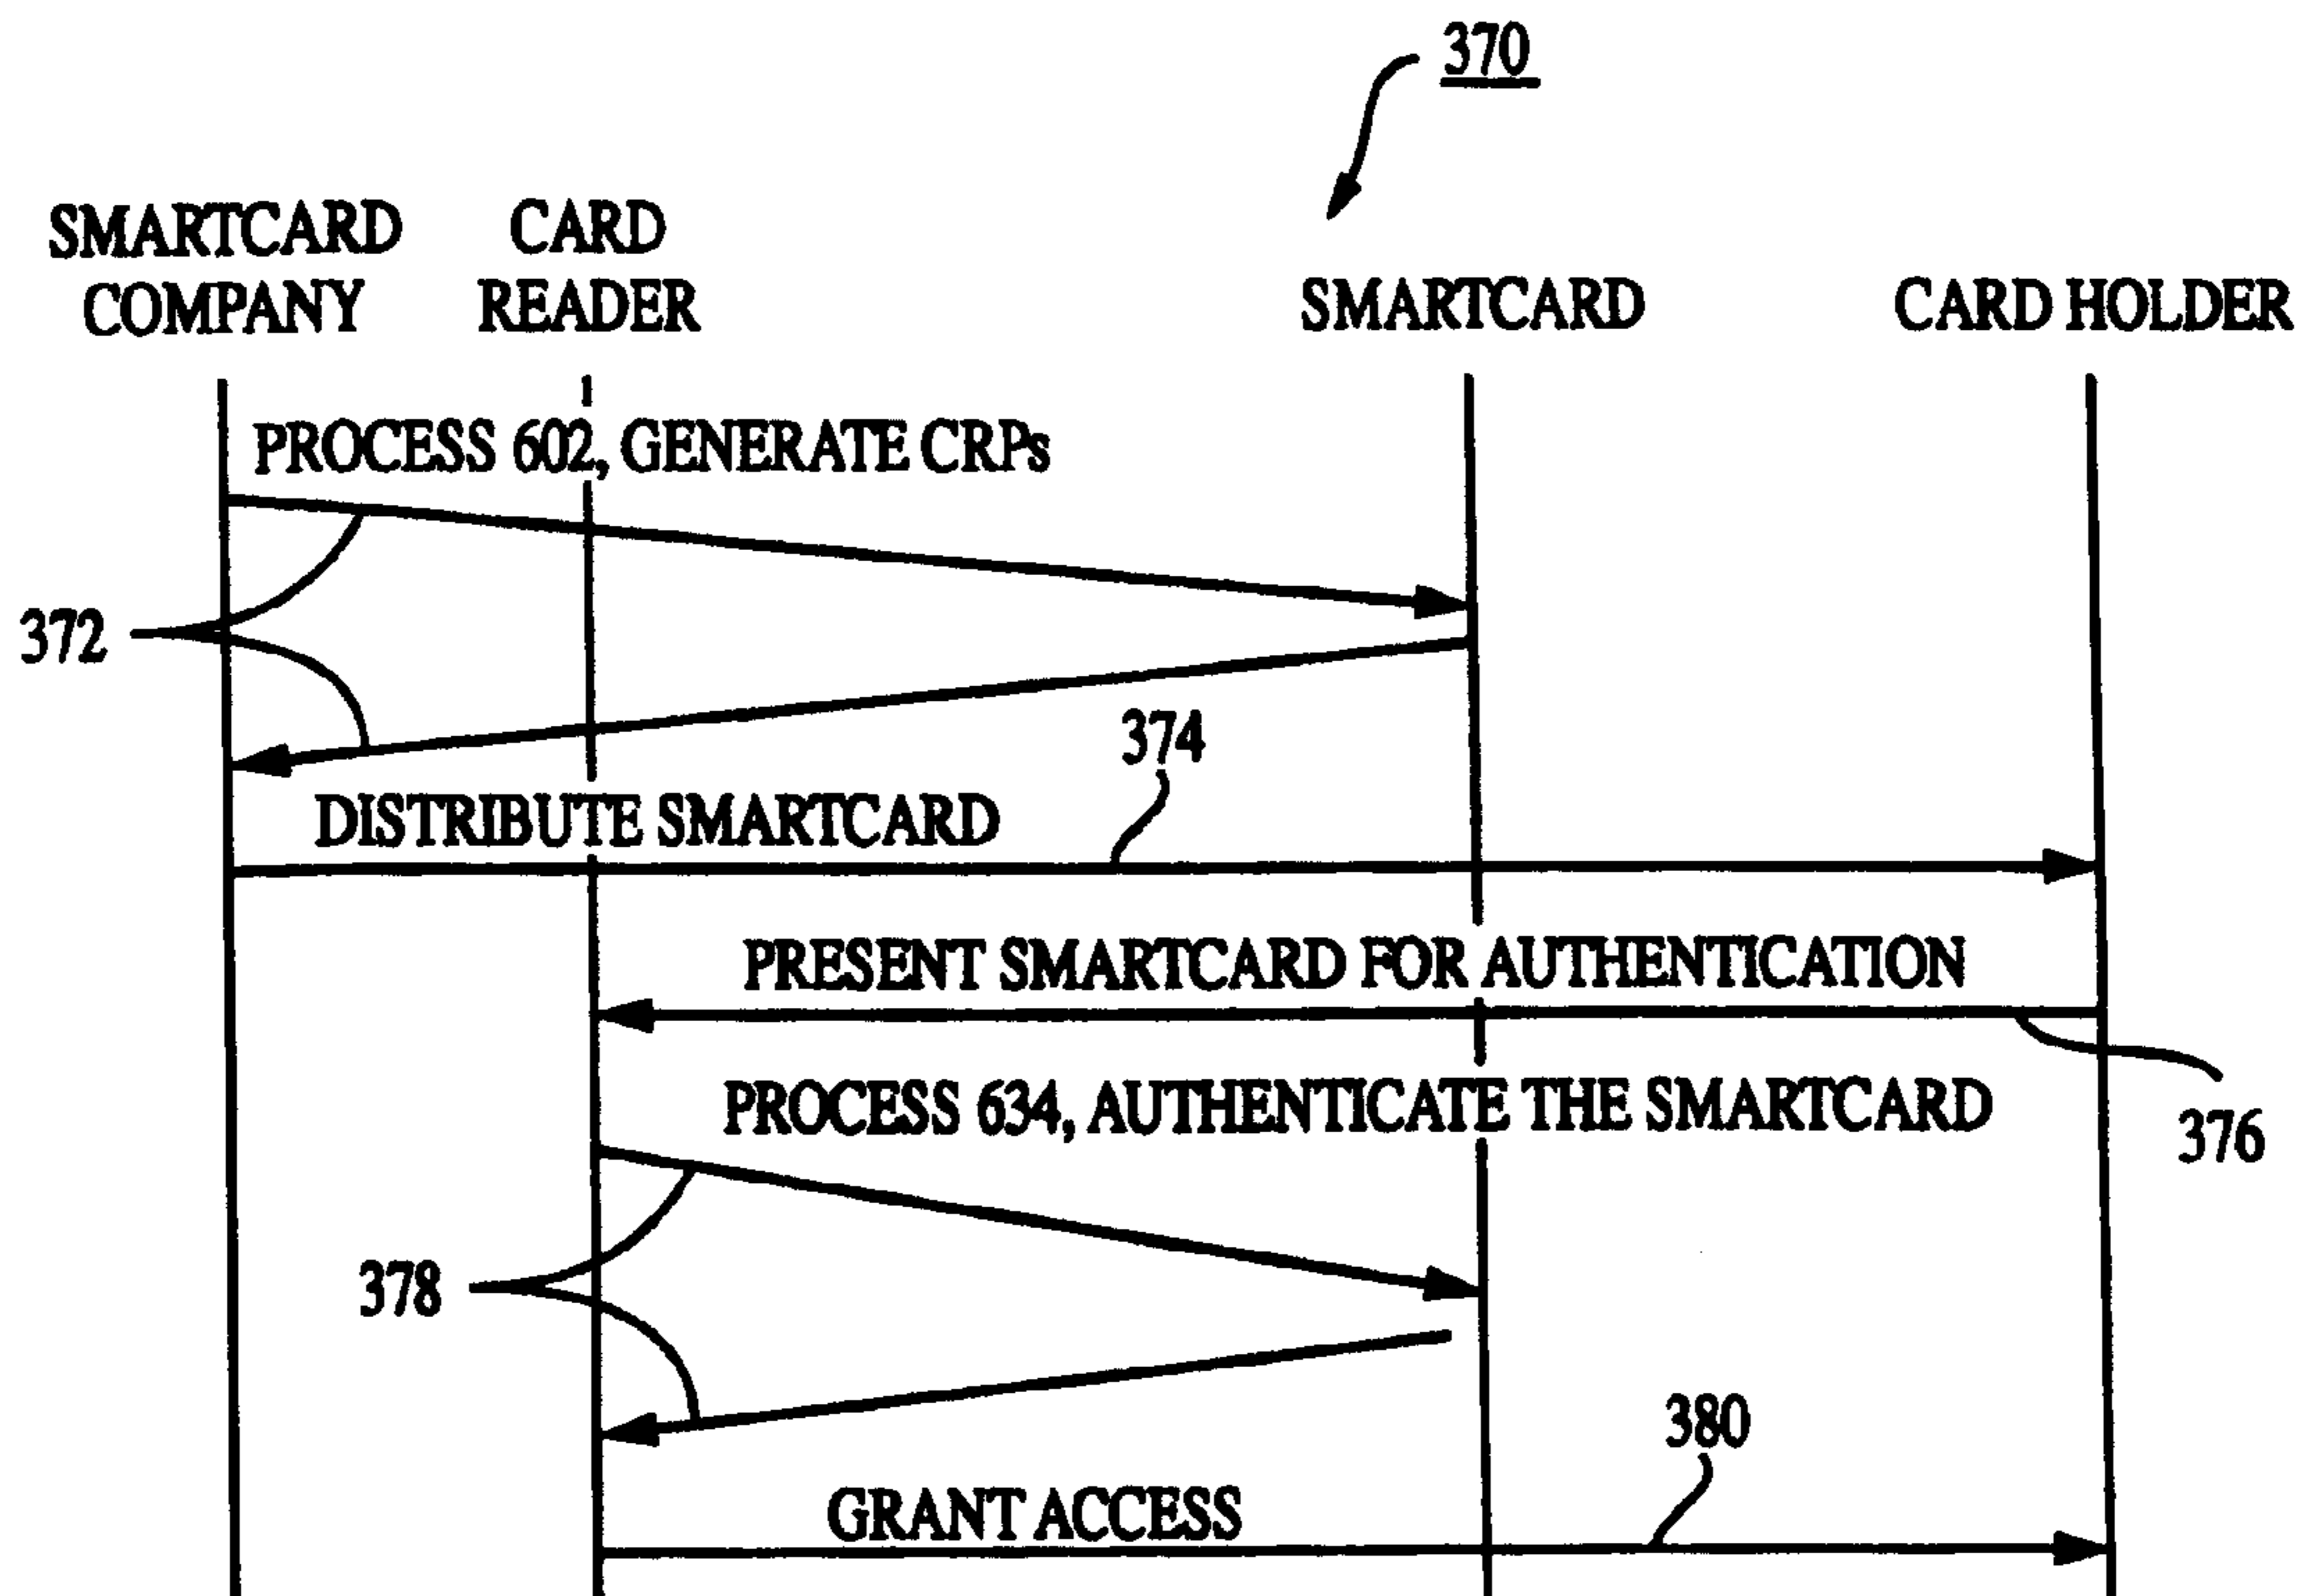 370
SMARTCARD
COMPANY
CARD
READER
SMARTCARD
CARD HOLDER
PROCESS 602, GENERATE CRPs
372
374
DISTRIBUTE SMARTCARD
PRESENT SMARTCARD FOR AUTHENTICATION
PROCESS 634, AUTHENTICATE THE SMARTCARD
376
378
380
GRANT ACCESS